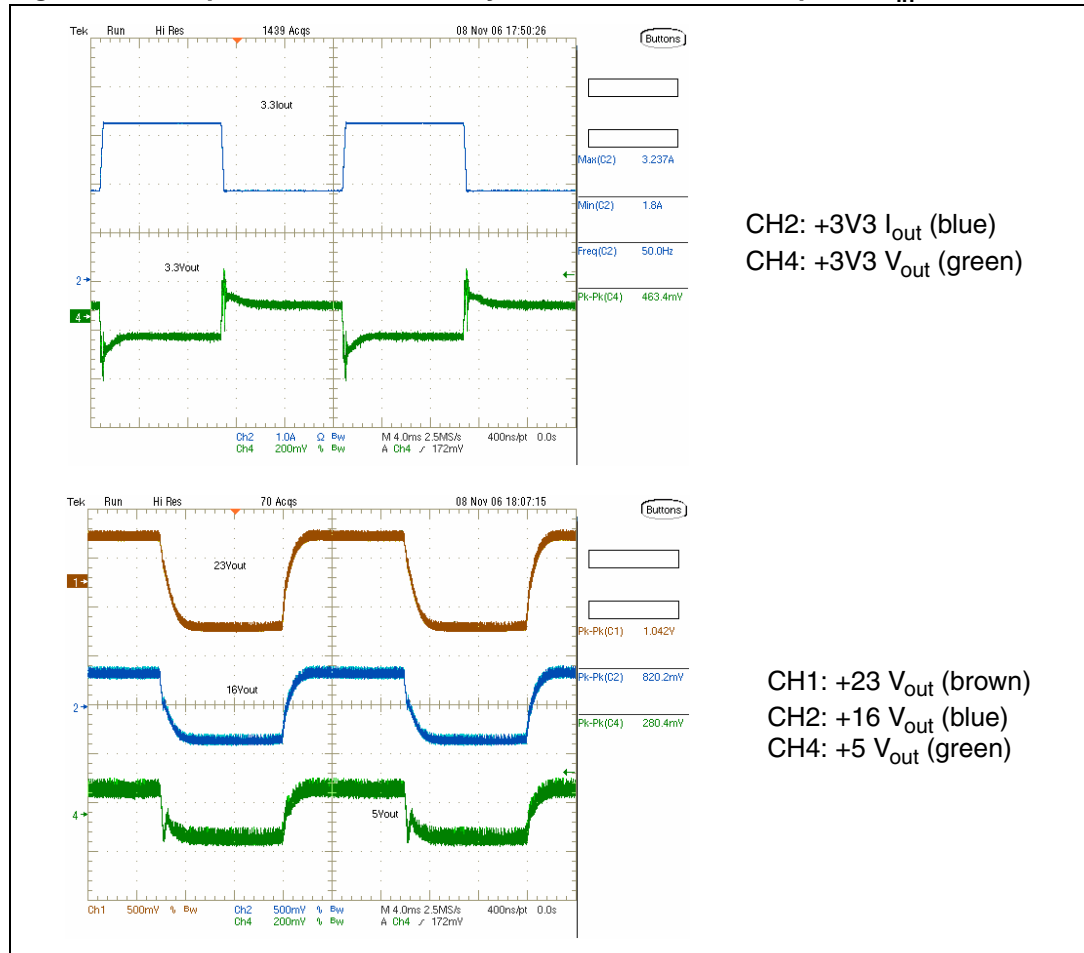 Tek Run Hi Res 1439 Acqs 08 Nov 06 17:50:26
Buttons
3.3Iout
Max(C2) 3.237A
Min(C2) 1.8A
Freq(C2) 50.0Hz
3.3Vout
2
Pk-Pk(C4) 463.4mV
4
Ch2 1.0A Ω Bw M 4.0ms 2.5MS/s 400ns/pt 0.0s
Ch4 200mV % Bw A Ch4 / 172mV
CH2: +3V3 Iout (blue)
CH4: +3V3 Vout (green)
Tek Run Hi Res 70 Acqs 08 Nov 06 18:07:15
Buttons
23Vout
1
Pk-Pk(C1) 1.042V
Pk-Pk(C2) 820.2mV
16Vout
2
Pk-Pk(C4) 280.4mV
5Vout
4
Ch1 500mV % Bw Ch2 500mV % Bw M 4.0ms 2.5MS/s 400ns/pt 0.0s
Ch4 200mV % Bw A Ch4 / 172mV
CH1: +23 Vout (brown)
CH2: +16 Vout (blue)
CH4: +5 Vout (green)